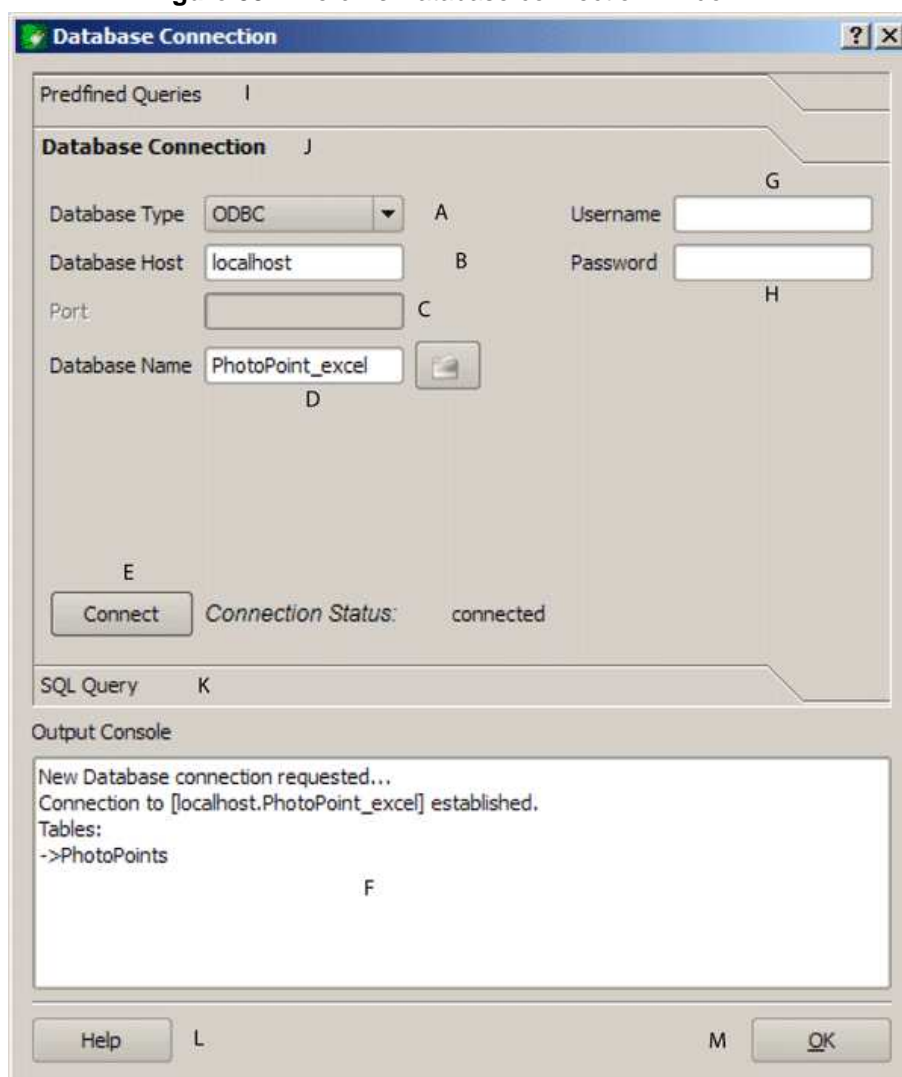 Database Connection ? X
Predfined Queries I
Database Connection J
G
Database Type ODBC A Username
Database Host localhost B Password
H
Port C
Database Name PhotoPoint_excel
D
E
Connect Connection Status: connected
SQL Query K
Output Console
New Database connection requested...
Connection to [localhost.PhotoPoint_excel] established.
Tables:
->PhotoPoints
F
Help L M OK